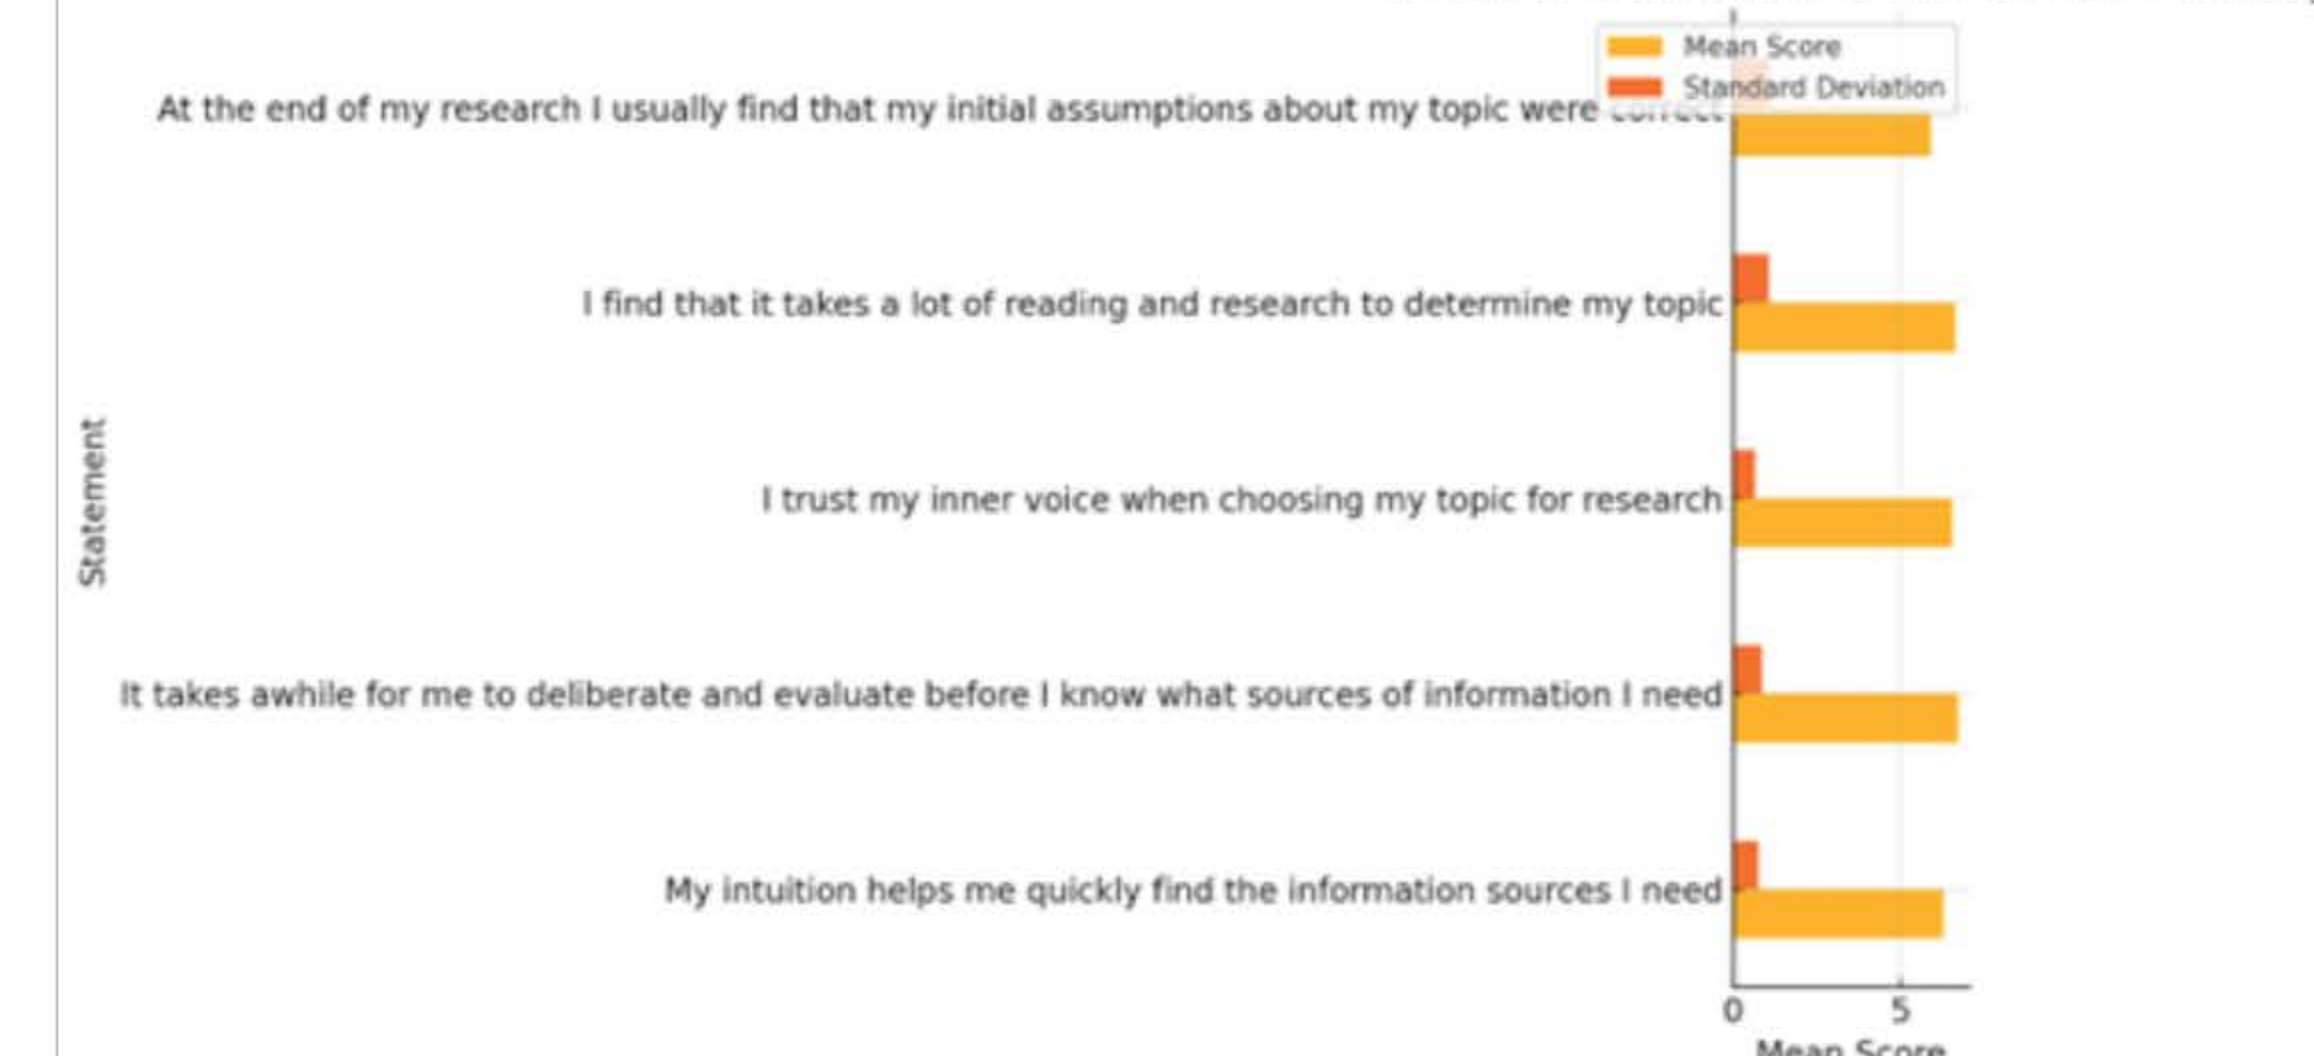 Mean Score
Standard Deviation
At the end of my research I usually find that my initial assumptions about my topic were correct
I find that it takes a lot of reading and research to determine my topic
I trust my inner voice when choosing my topic for research
Statement
It takes awhile for me to deliberate and evaluate before I know what sources of information I need
My intuition helps me quickly find the information sources I need
0 5
Mean Score